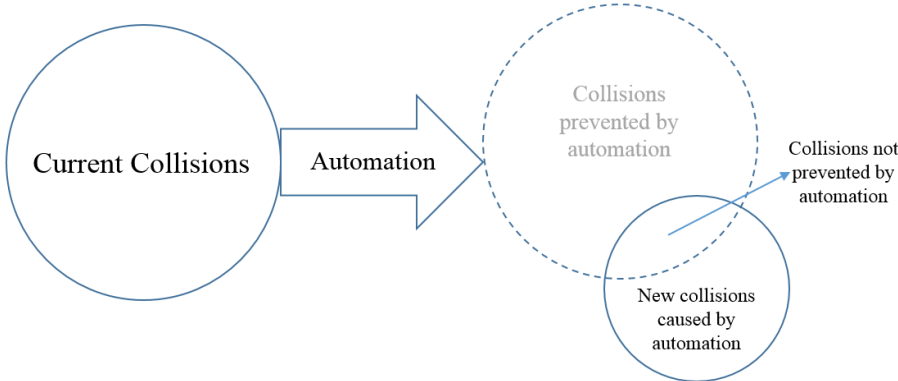 Current Collisions
Automation
Collisions
prevented by
automation
Collisions not
prevented by
automation
New collisions
caused by
automation